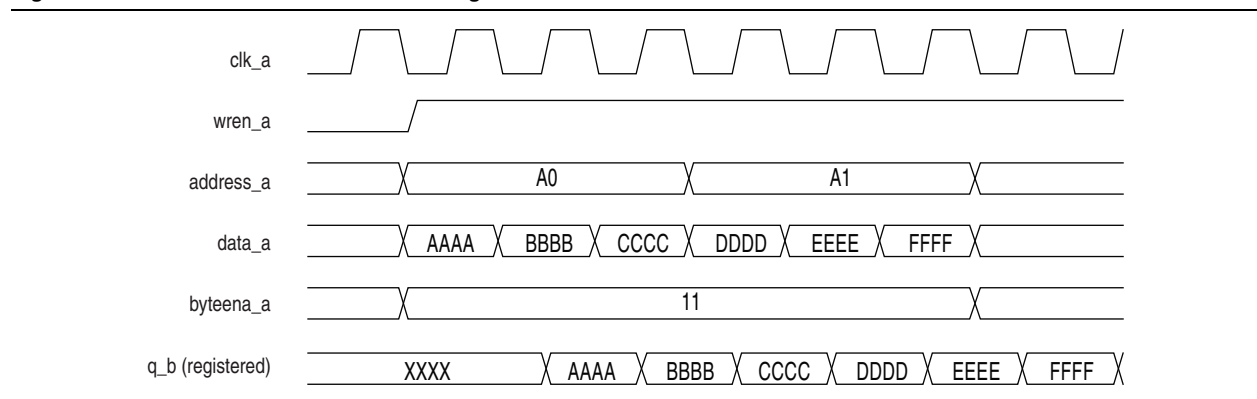 clk_a
wren_a
address_a A0 A1
data_a AAAA BBBB CCCC DDDD EEEE FFFF
byteena_a 11
q_b (registered) XXXX AAAA BBBB CCCC DDDD EEEE FFFF